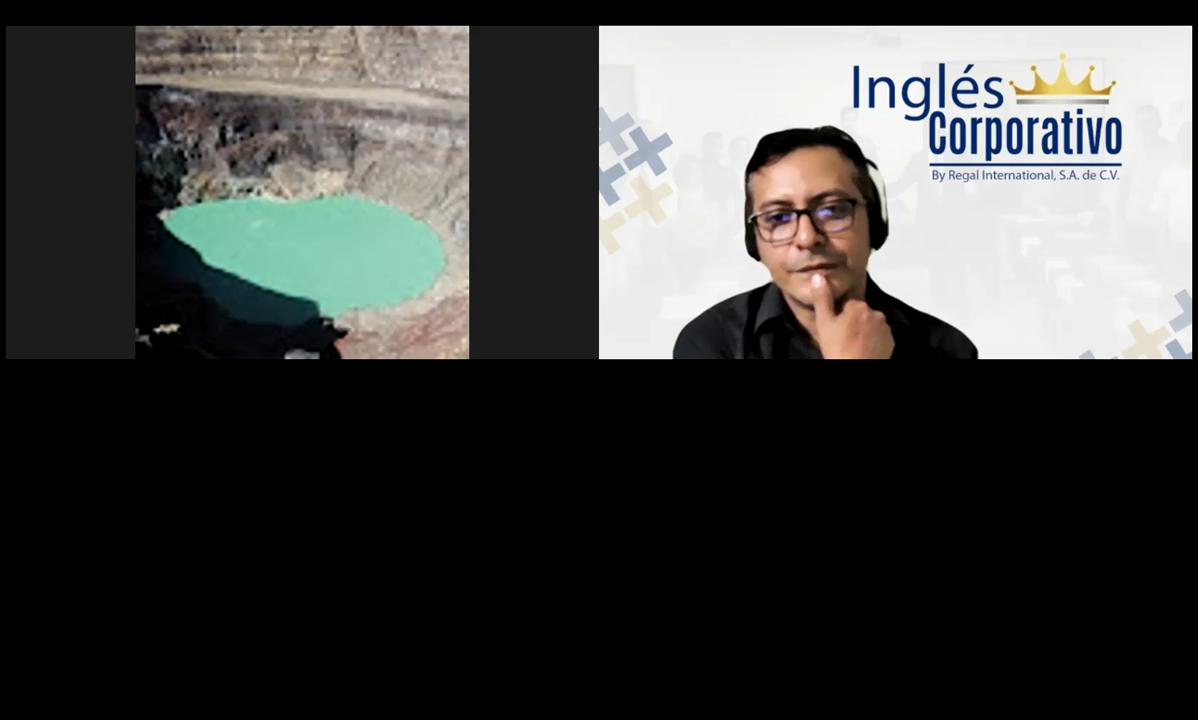 Inglés
Corporativo
By Regal International, S.A. de C.V.